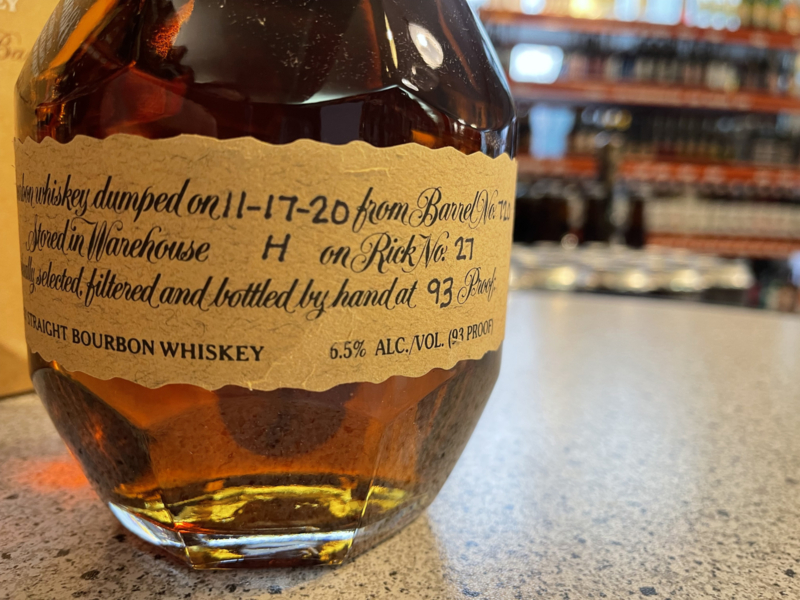 whiskey dumped on 11-17-20 from Barrel No.
Stored in Warehouse H on Rick No. 27
selected, filtered and bottled by hand at 93 Proof.
STRAIGHT BOURBON WHISKEY 6.5% ALC./VOL. (93 PROOF)